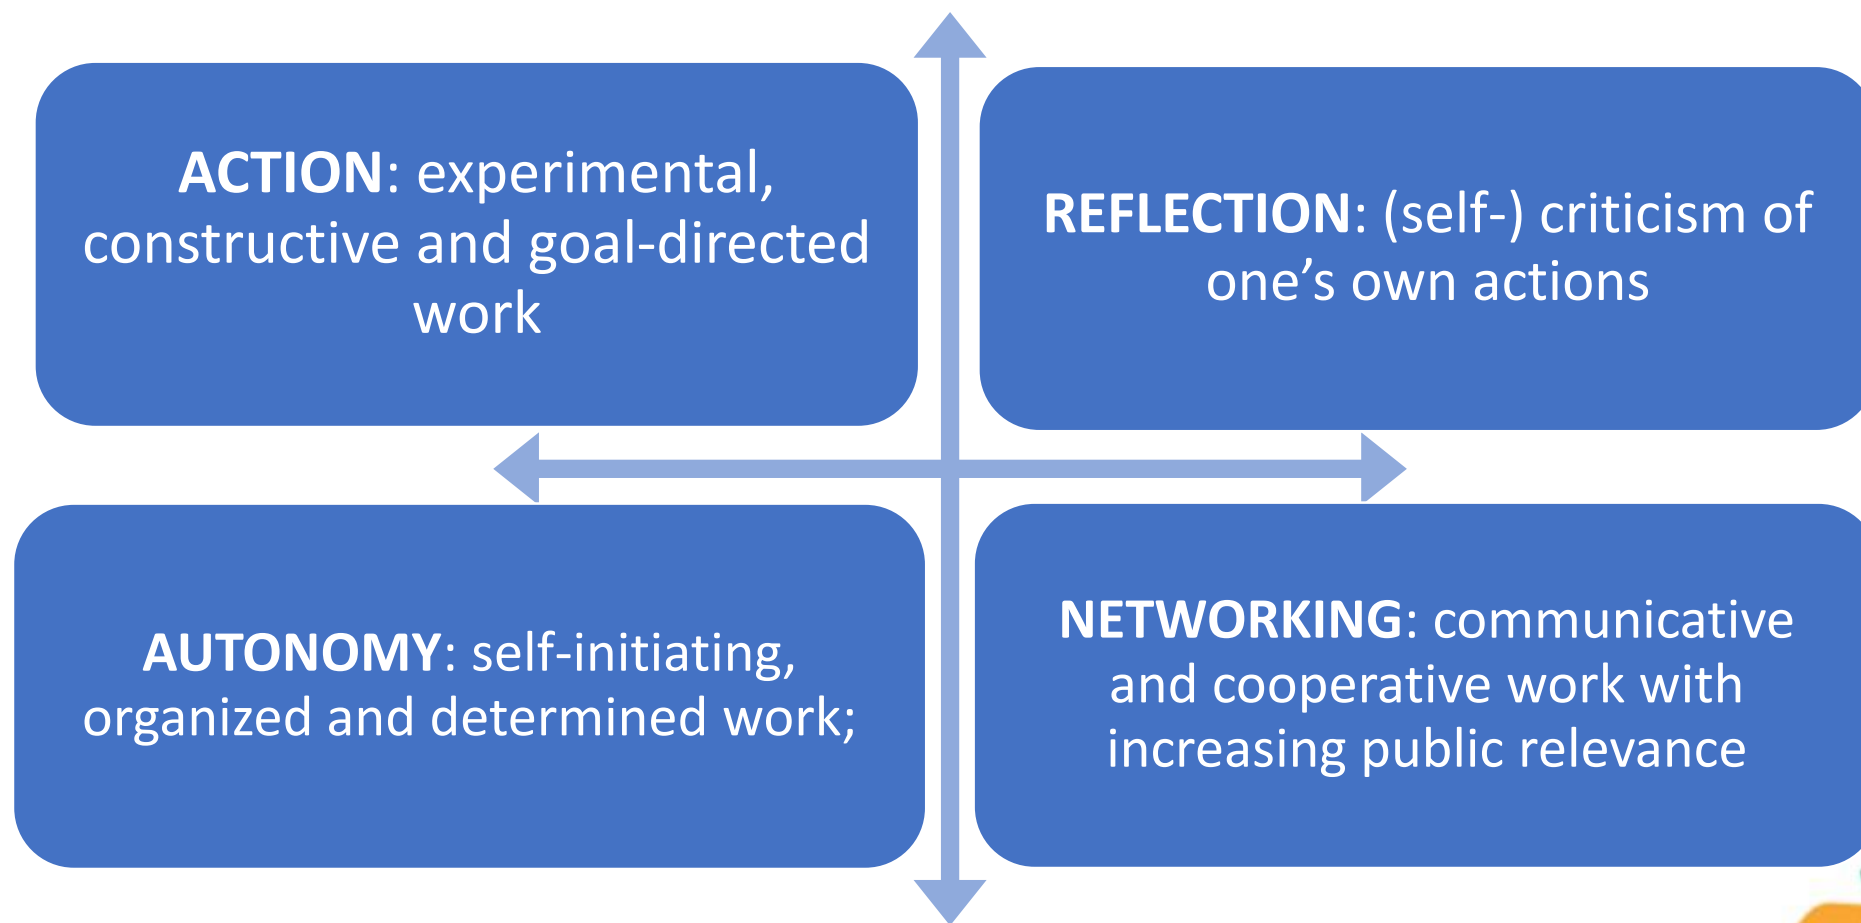 ACTION: experimental,
constructive and goal-directed
work
REFLECTION: (self-) criticism of
one’s own actions
AUTONOMY: self-initiating,
organized and determined work;
NETWORKING: communicative
and cooperative work with
increasing public relevance